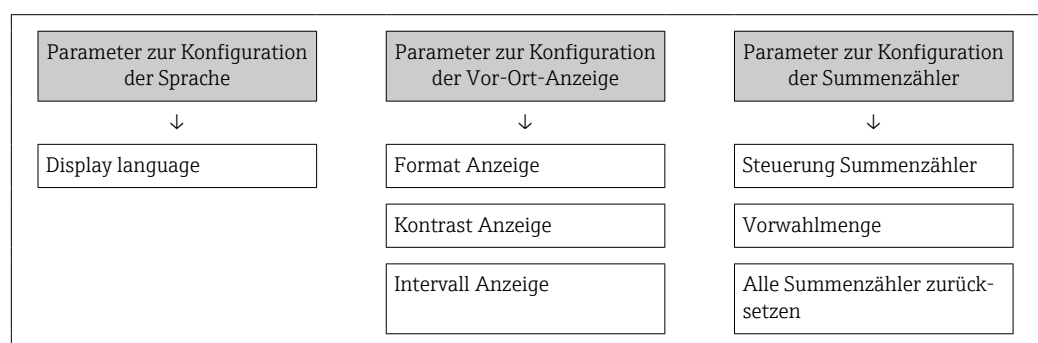 Parameter zur Konfiguration
der Sprache
↓
Display language
Parameter zur Konfiguration
der Vor-Ort-Anzeige
↓
Format Anzeige
Kontrast Anzeige
Intervall Anzeige
Parameter zur Konfiguration
der Summenzähler
↓
Steuerung Summenzähler
Vorwahlmenge
Alle Summenzähler zurück-
setzen